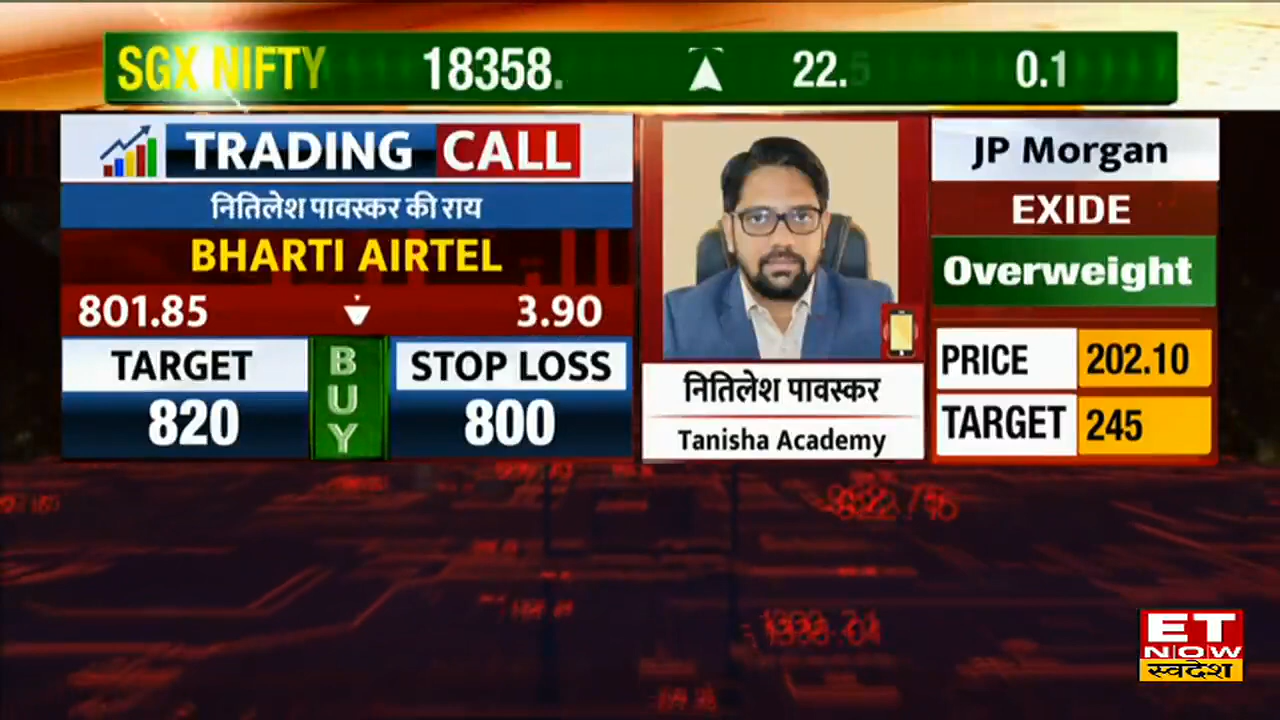 SGX NIFTY 18358. 22.5 0.1
TRADING CALL
नितिलेश पावस्कर की राय
BHARTI AIRTEL
801.85 3.90
TARGET BUY STOP LOSS
820 800
नितिलेश पावस्कर
Tanisha Academy
JP Morgan
EXIDE
Overweight
PRICE 202.10
TARGET 245
ET
NOW
स्वदेश